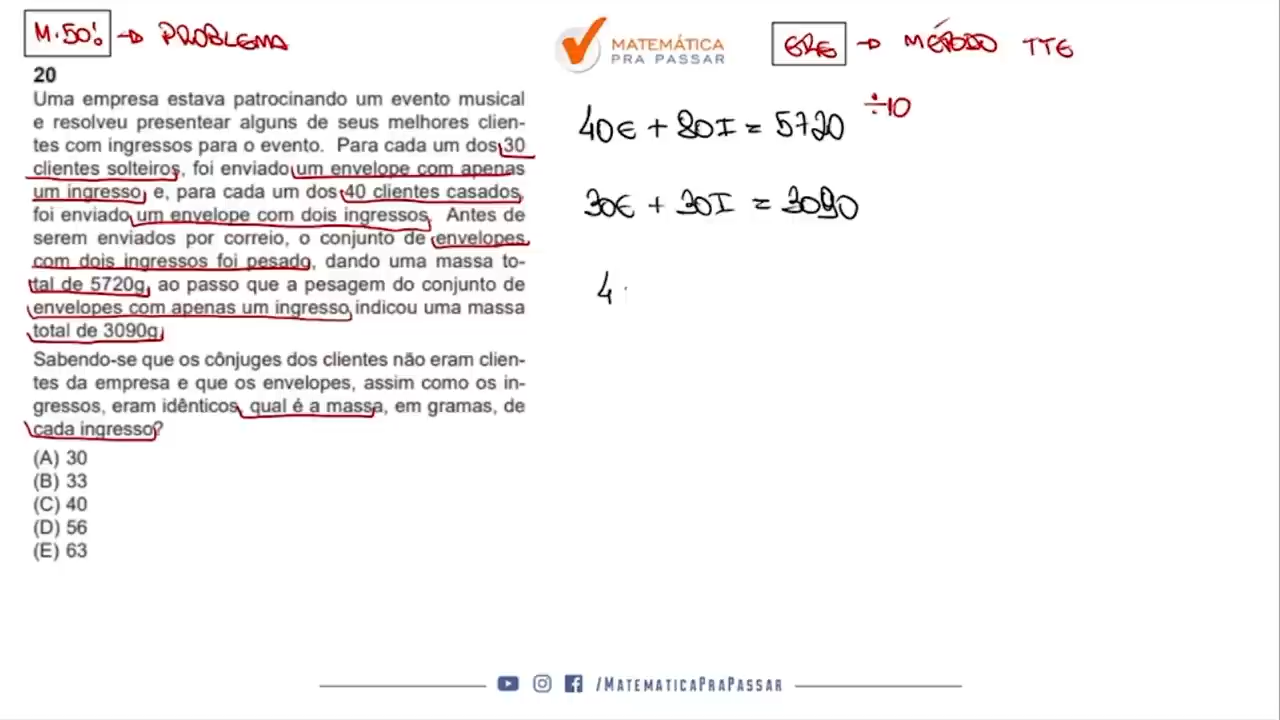 M.50% → PROBLEMA
MATEMÁTICA
PRA PASSAR
→ MÉTODO TTE
20
Uma empresa estava patrocinando um evento musical
e resolveu presentear alguns de seus melhores clien-
tes com ingressos para o evento. Para cada um dos 30
clientes solteiros, foi enviado um envelope com apenas
um ingresso e, para cada um dos 40 clientes casados,
foi enviado um envelope com dois ingressos. Antes de
serem enviados por correio, o conjunto de envelopes
com dois ingressos foi pesado, dando uma massa to-
tal de 5720g, ao passo que a pesagem do conjunto de
envelopes com apenas um ingresso indicou uma massa
total de 3090g.
Sabendo-se que os cônjuges dos clientes não eram clien-
tes da empresa e que os envelopes, assim como os in-
gressos, eram idênticos, qual é a massa, em gramas, de
cada ingresso?
(A) 30
(B) 33
(C) 40
(D) 56
(E) 63
40E + 80I = 5720 ÷10
30E + 30I = 3090
4
/MATEMATICAPRAPASSAR